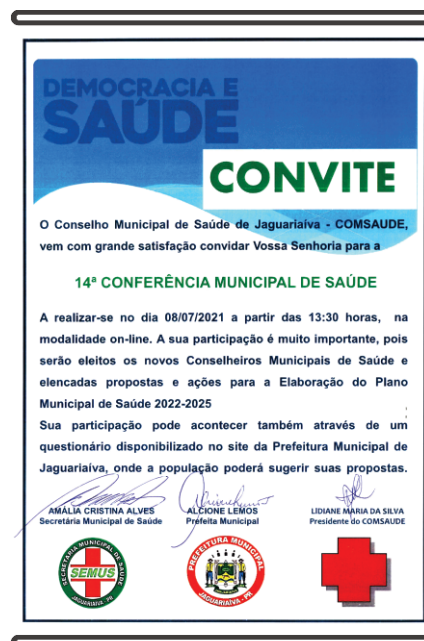 DEMOCRACIA E
SAÚDE
CONVITE
O Conselho Municipal de Saúde de Jaguariaíva - COMSAUDE,
vem com grande satisfação convidar Vossa Senhoria para a
14ª CONFERÊNCIA MUNICIPAL DE SAÚDE
A realizar-se no dia 08/07/2021 a partir das 13:30 horas, na
modalidade on-line. A sua participação é muito importante, pois
serão eleitos os novos Conselheiros Municipais de Saúde e
elencadas propostas e ações para a Elaboração do Plano
Municipal de Saúde 2022-2025
Sua participação pode acontecer também através de um
questionário disponibilizado no site da Prefeitura Municipal de
Jaguariaíva, onde a população poderá sugerir suas propostas.
AMÁLIA CRISTINA ALVES
Secretária Municipal de Saúde
ALCIONE LEMOS
Prefeita Municipal
LIDIANE MARIA DA SILVA
Presidente do COMSAUDE
SECRETARIA MUNICIPAL DE SAÚDE
SEMUS
JAGUARIAÍVA - PR
PREFEITURA MUNICIPAL
JAGUARIAÍVA - PR